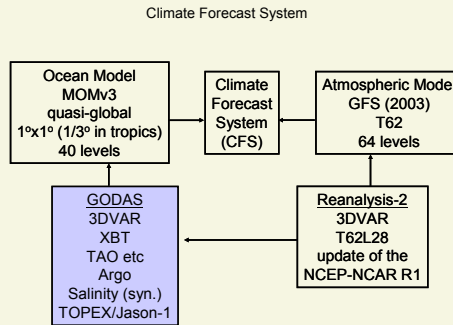 Climate Forecast System
Ocean Model
MOMv3
quasi-global
1ºx1º (1/3º in tropics)
40 levels
Climate
Forecast
System
(CFS)
Atmospheric Mode
GFS (2003)
T62
64 levels
GODAS
3DVAR
XBT
TAO etc
Argo
Salinity (syn.)
TOPEX/Jason-1
Reanalysis-2
3DVAR
T62L28
update of the
NCEP-NCAR R1